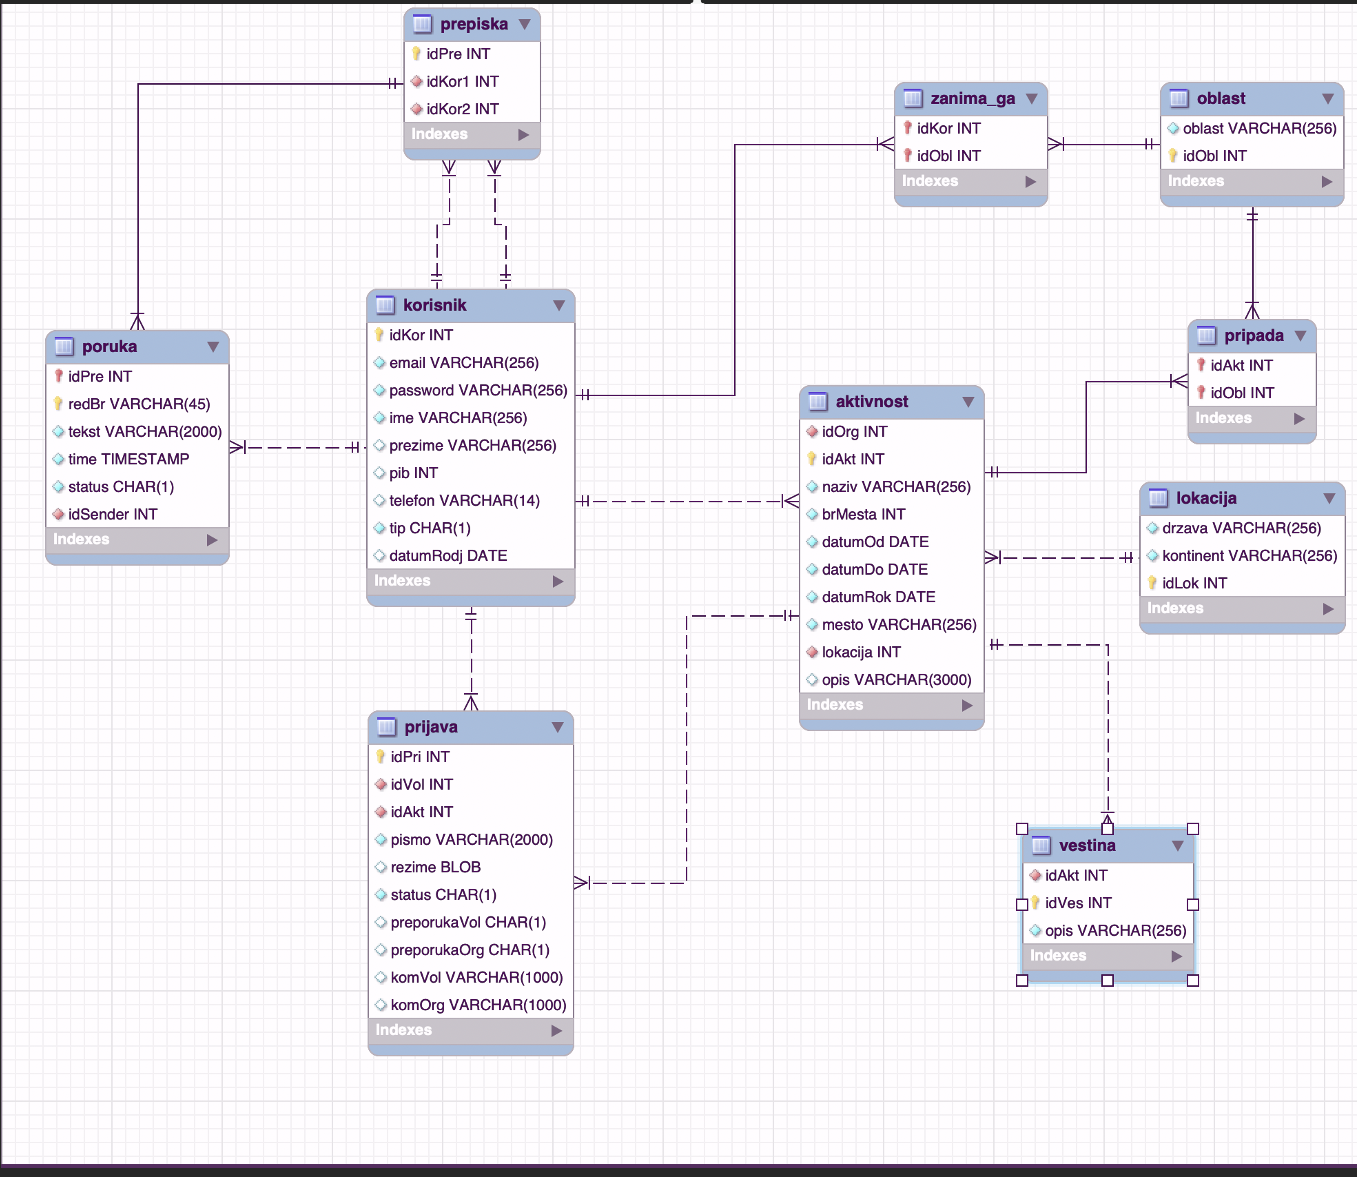 prepiska
idPre INT
idKor1 INT
idKor2 INT
Indexes
zanima_ga
idKor INT
idObl INT
Indexes
oblast
oblast VARCHAR(256)
idObl INT
Indexes
korisnik
idKor INT
email VARCHAR(256)
password VARCHAR(256)
ime VARCHAR(256)
prezime VARCHAR(256)
pib INT
telefon VARCHAR(14)
tip CHAR(1)
datumRodj DATE
Indexes
poruka
idPre INT
redBr VARCHAR(45)
tekst VARCHAR(2000)
time TIMESTAMP
status CHAR(1)
idSender INT
Indexes
pripada
idAkt INT
idObl INT
Indexes
aktivnost
idOrg INT
idAkt INT
naziv VARCHAR(256)
brMesta INT
datumOd DATE
datumDo DATE
datumRok DATE
mesto VARCHAR(256)
lokacija INT
opis VARCHAR(3000)
Indexes
lokacija
drzava VARCHAR(256)
kontinent VARCHAR(256)
idLok INT
Indexes
prijava
idPri INT
idVol INT
idAkt INT
pismo VARCHAR(2000)
rezime BLOB
status CHAR(1)
preporukaVol CHAR(1)
preporukaOrg CHAR(1)
komVol VARCHAR(1000)
komOrg VARCHAR(1000)
Indexes
vestina
idAkt INT
idVes INT
opis VARCHAR(256)
Indexes